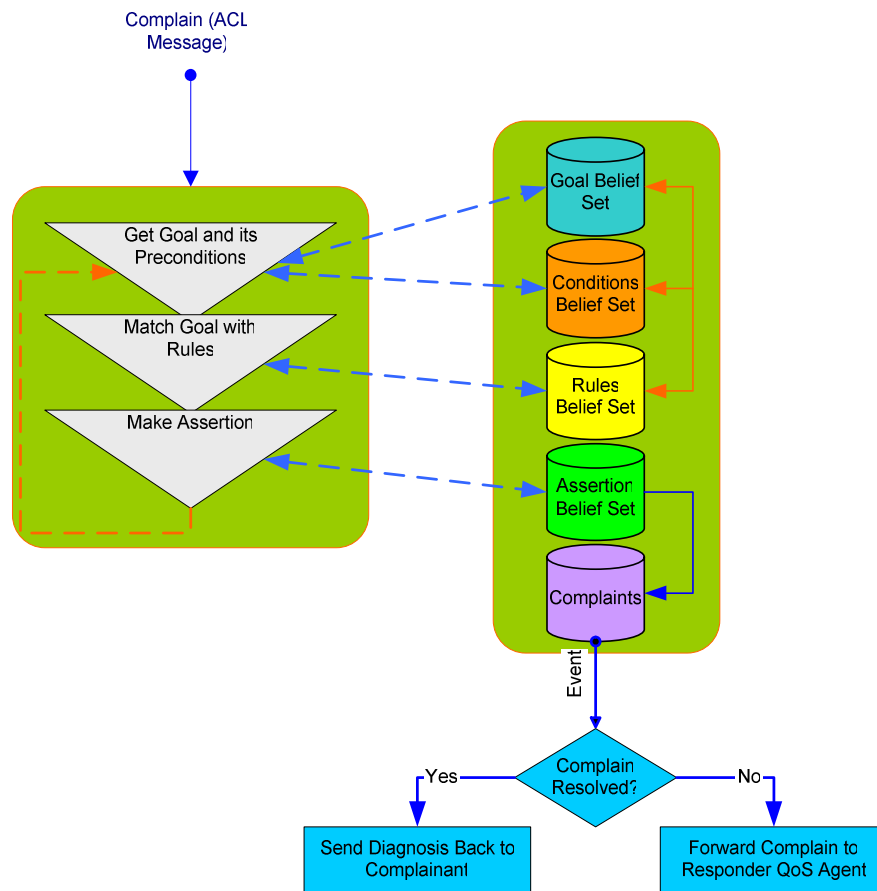 Complain (ACL
Message)
Get Goal and its
Preconditions
Match Goal with
Rules
Make Assertion
Goal Belief
Set
Conditions
Belief Set
Rules
Belief Set
Assertion
Belief Set
Complaints
Event
Complain
Resolved?
Yes
No
Send Diagnosis Back to
Complainant
Forward Complain to
Responder QoS Agent